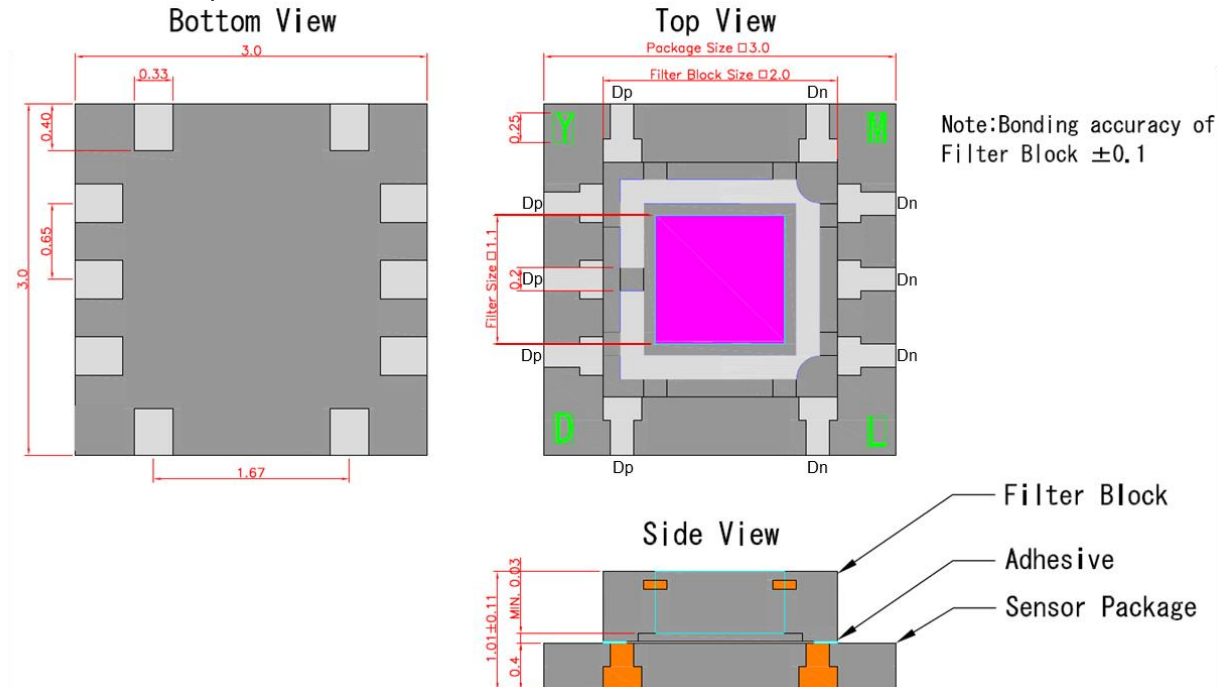 Bottom View
3.0
0.33
0.40
0.65
3.0
1.67
Top View
Package Size □3.0
Filter Block Size □2.0
Dp
Dn
0.25
Y
M
Dp
Dn
Filter Size □1.1
0.2
Dp
Dn
Dp
Dn
D
L
Dp
Dn
Note:Bonding accuracy of
Filter Block ±0.1
Side View
1.01±0.11
MIN. 0.03
0.4
Filter Block
Adhesive
Sensor Package